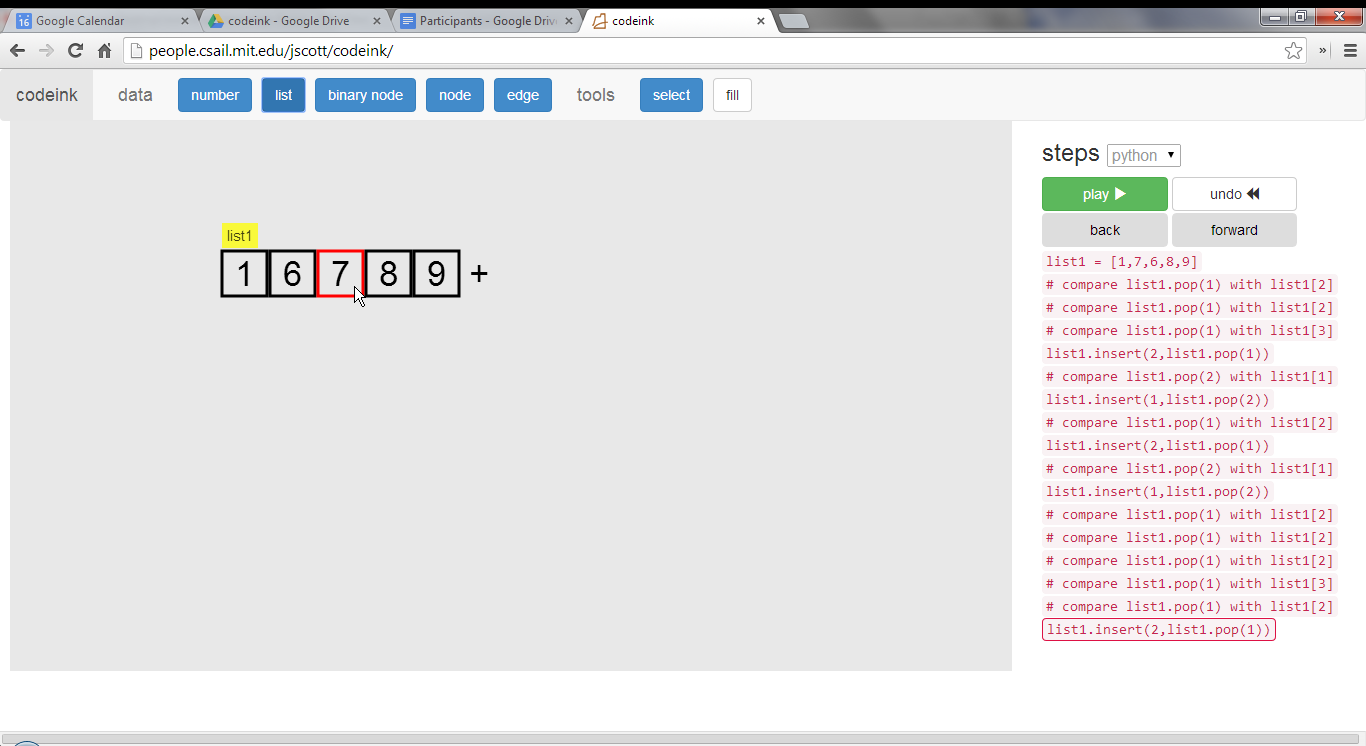 16 Google Calendar
codeink - Google Drive
Participants - Google Driv
codeink
people.csail.mit.edu/jscott/codeink/
codeink data number list binary node node edge tools select fill
steps python
play undo
back forward
list1
1 6 7 8 9 +
list1 = [1,7,6,8,9]
# compare list1.pop(1) with list1[2]
# compare list1.pop(1) with list1[2]
# compare list1.pop(1) with list1[3]
list1.insert(2,list1.pop(1))
# compare list1.pop(2) with list1[1]
list1.insert(1,list1.pop(2))
# compare list1.pop(1) with list1[2]
list1.insert(2,list1.pop(1))
# compare list1.pop(2) with list1[1]
list1.insert(1,list1.pop(2))
# compare list1.pop(1) with list1[2]
# compare list1.pop(1) with list1[2]
# compare list1.pop(1) with list1[2]
# compare list1.pop(1) with list1[3]
# compare list1.pop(1) with list1[2]
list1.insert(2,list1.pop(1))